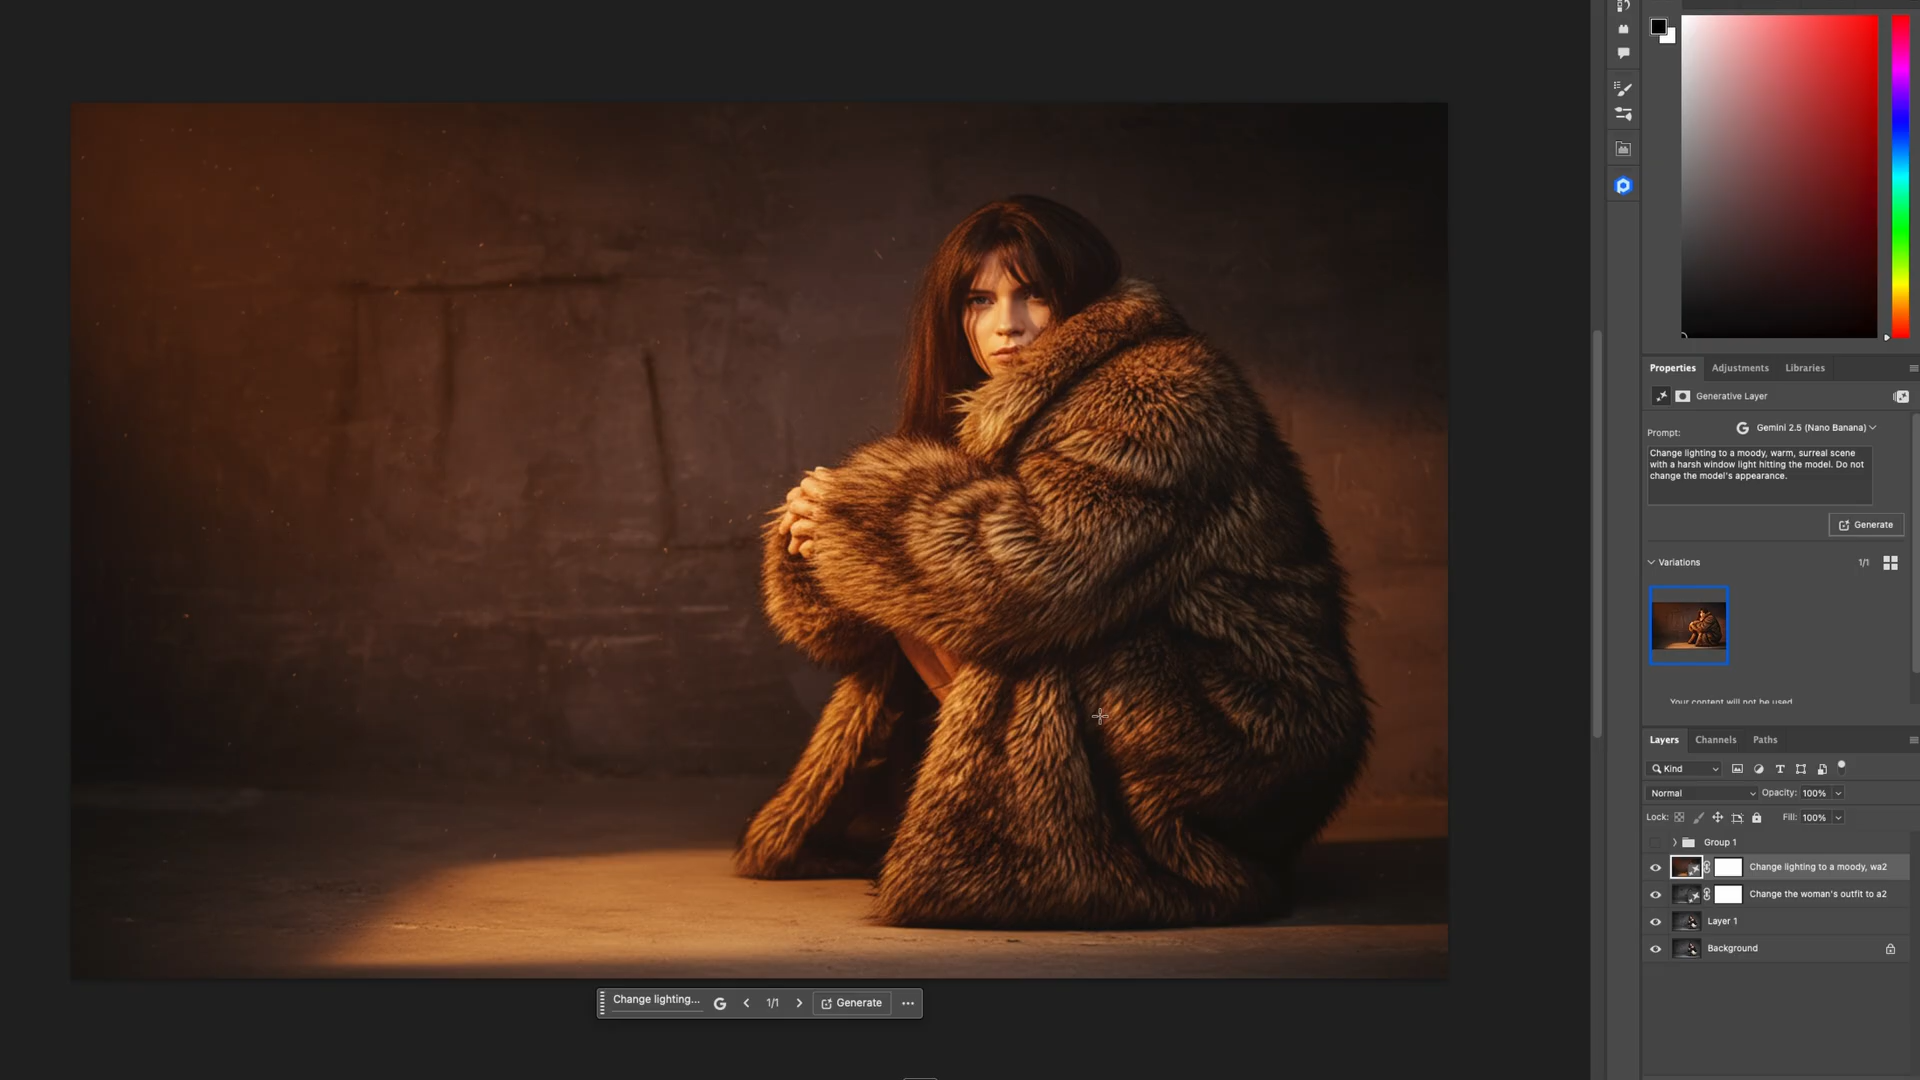 Properties
Adjustments
Libraries
Generative Layer
Prompt:
Gemini 2.5 (Nano Banana)
Change lighting to a moody, warm, surreal scene
with a harsh window light hitting the model. Do not
change the model's appearance.
Generate
Variations
1/1
Your content will not be used
Layers
Channels
Paths
Kind
Normal
Opacity: 100%
Lock:
Fill: 100%
Group 1
Change lighting to a moody, wa2
Change the woman's outfit to a2
Layer 1
Background
Change lighting...
1/1
Generate